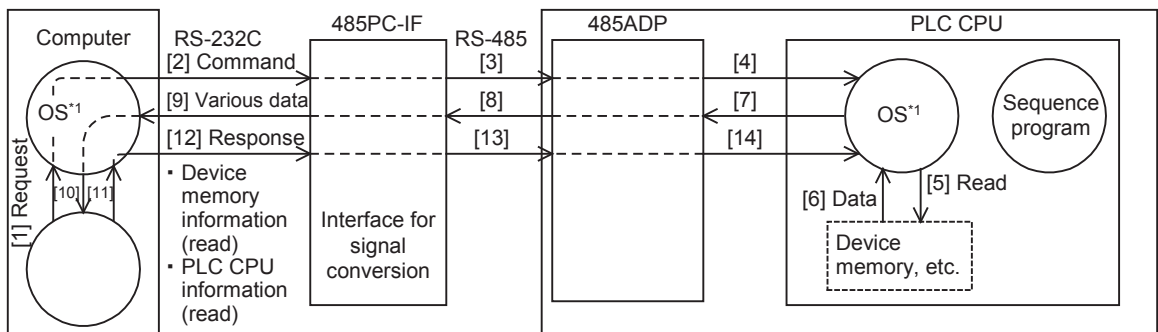 Computer
RS-232C
485PC-IF
RS-485
485ADP
PLC CPU
[2] Command
[3]
[4]
OS*1
[9] Various data
[8]
[7]
OS*1
Sequence
program
[12] Response
[13]
[14]
[1] Request
[10]
[11]
・ Device
memory
information
(read)
・ PLC CPU
information
(read)
Interface for
signal
conversion
[6] Data
[5] Read
Device
memory, etc.